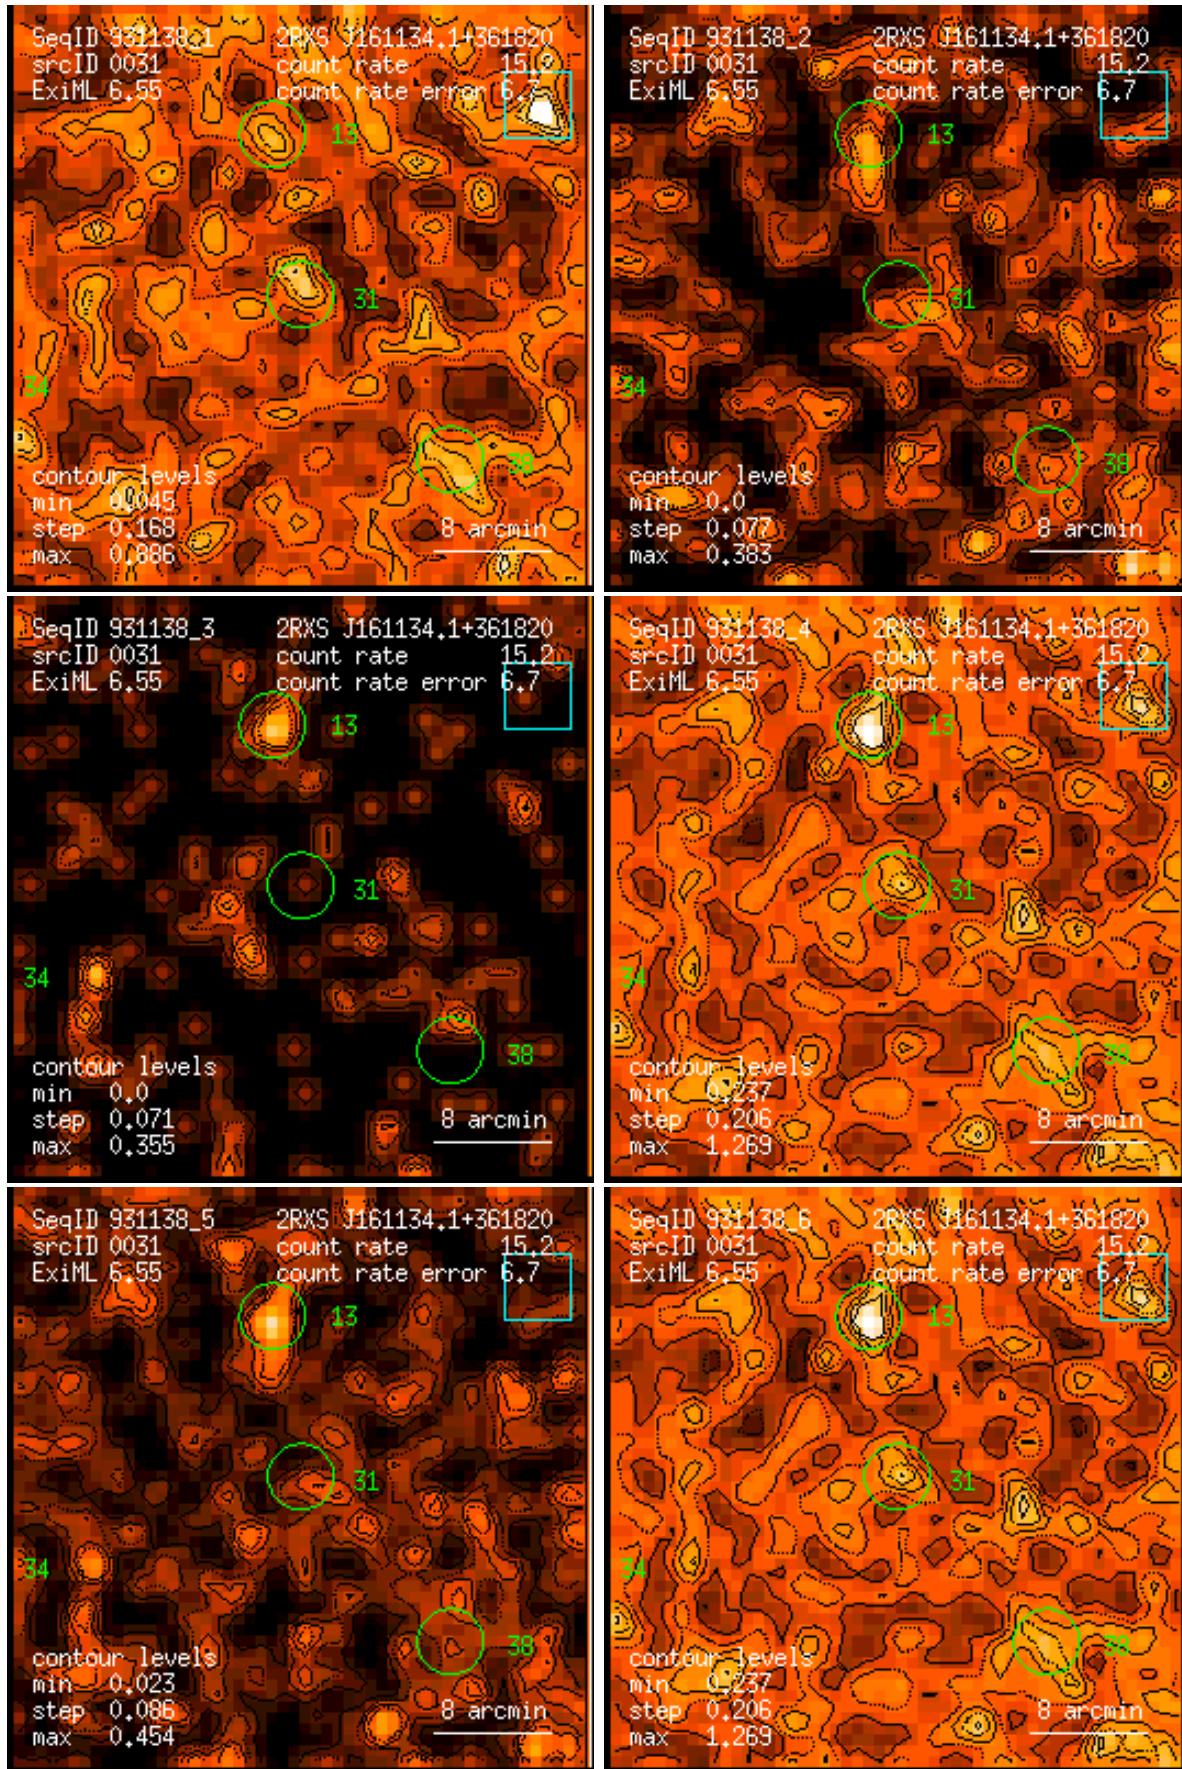 SeqID 931138_1 2RXS J161134.1+361820
srcID 0031 count rate 15.2
ExiML 6.55 count rate error 6.7
13
31
34
38
contour levels
min 0.045
step 0.168 8 arcmin
max 0.886
SeqID 931138_2 2RXS J161134.1+361820
srcID 0031 count rate 15.2
ExiML 6.55 count rate error 6.7
13
31
34
38
contour levels
min 0.0
step 0.077 8 arcmin
max 0.383
SeqID 931138_3 2RXS J161134.1+361820
srcID 0031 count rate 15.2
ExiML 6.55 count rate error 6.7
13
31
34
38
contour levels
min 0.0
step 0.071 8 arcmin
max 0.355
SeqID 931138_4 2RXS J161134.1+361820
srcID 0031 count rate 15.2
ExiML 6.55 count rate error 6.7
13
31
34
38
contour levels
min 0.237
step 0.206 8 arcmin
max 1.269
SeqID 931138_5 2RXS J161134.1+361820
srcID 0031 count rate 15.2
ExiML 6.55 count rate error 6.7
13
31
34
38
contour levels
min 0.023
step 0.086 8 arcmin
max 0.454
SeqID 931138_6 2RXS J161134.1+361820
srcID 0031 count rate 15.2
ExiML 6.55 count rate error 6.7
13
31
34
38
contour levels
min 0.237
step 0.206 8 arcmin
max 1.269